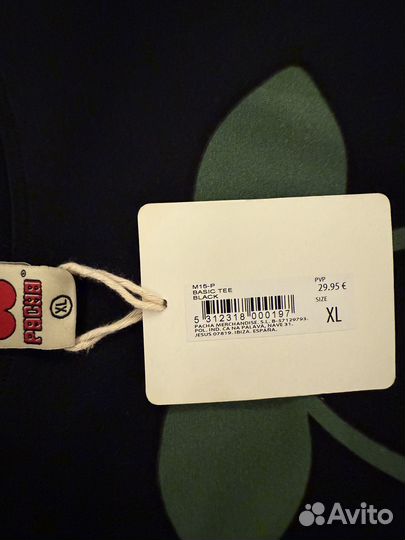 M16-P
BASIC TEE
BLACK
PVP
29.95 €
SIZE
XL
5 312318 000197
PACHA MERCHANDISE, S.L. B-57129793.
POL. IND. CA NA PALAVA, NAVE 31.
JESUS 07819. IBIZA. ESPAÑA.
PACHA
XL
Avito